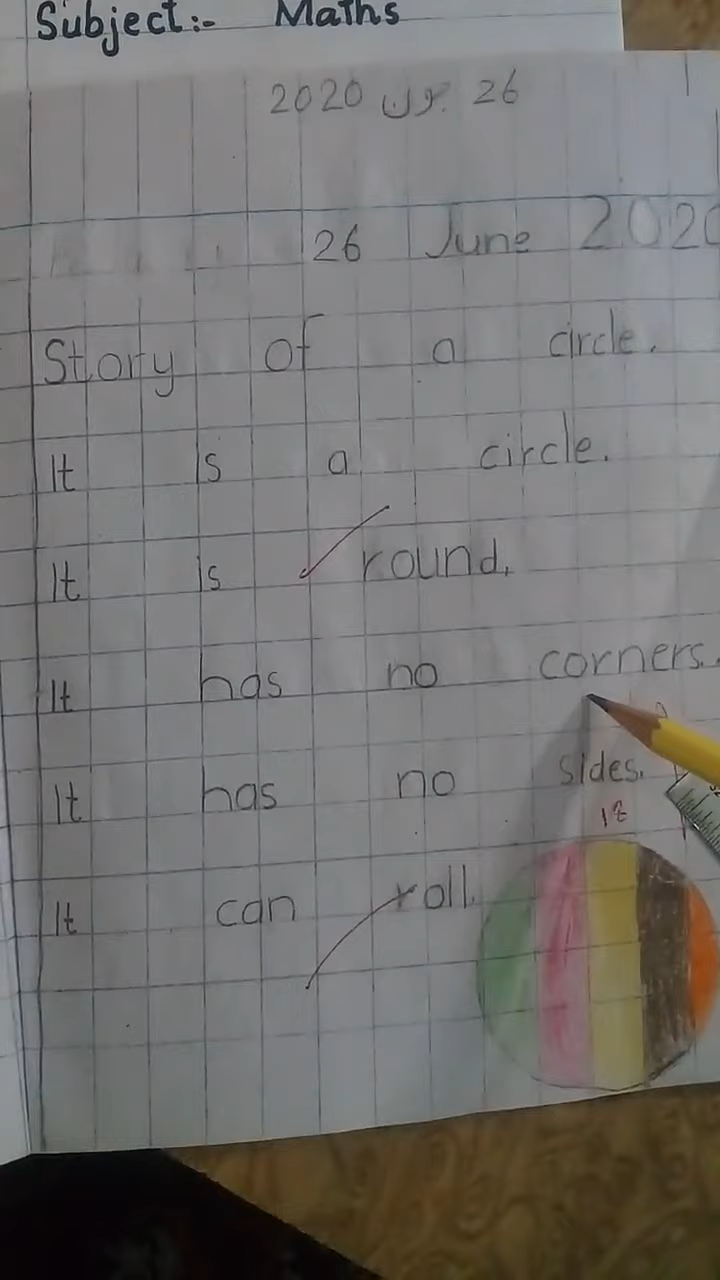 Subject:- Maths
26 جون 2020
26 June 2020
Story of a circle.
It is a circle.
It is round.
It has no corners.
It has no sides.
It can roll.